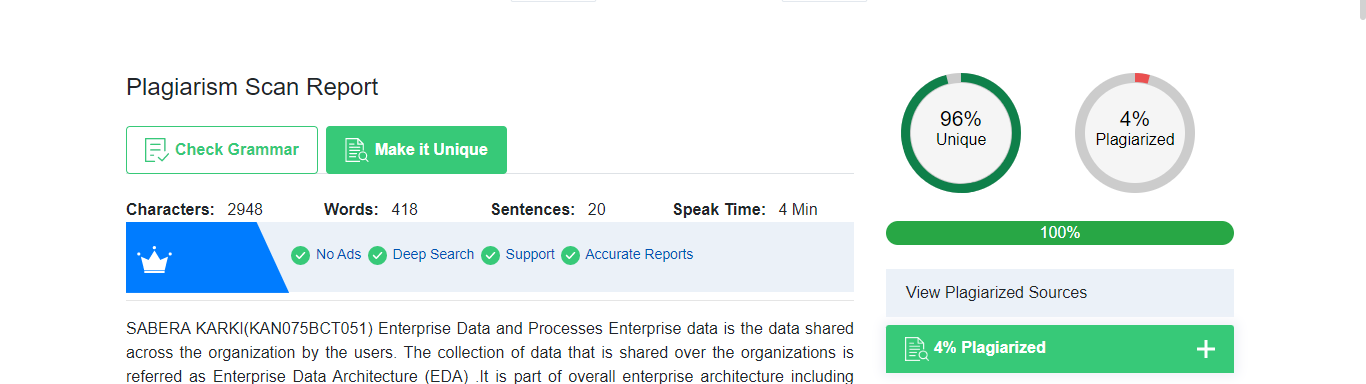 Plagiarism Scan Report
Check Grammar
Make it Unique
Characters: 2948 Words: 418 Sentences: 20 Speak Time: 4 Min
No Ads Deep Search Support Accurate Reports
SABERA KARKI(KAN075BCT051) Enterprise Data and Processes Enterprise data is the data shared
across the organization by the users. The collection of data that is shared over the organizations is
referred as Enterprise Data Architecture (EDA) .It is part of overall enterprise architecture including
96%
Unique
4%
Plagiarized
100%
View Plagiarized Sources
4% Plagiarized